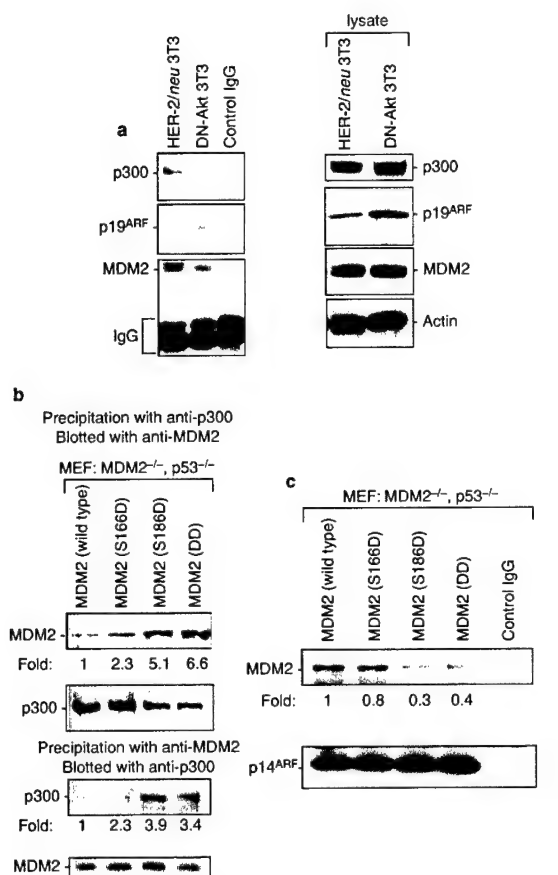 a
HER-2/neu 3T3
DN-Akt 3T3
Control IgG
p300
p19ARF
MDM2
IgG
lysate
HER-2/neu 3T3
DN-Akt 3T3
p300
p19ARF
MDM2
Actin
b
Precipitation with anti-p300
Blotted with anti-MDM2
MEF: MDM2–/–, p53–/–
MDM2 (wild type)
MDM2 (S166D)
MDM2 (S186D)
MDM2 (DD)
MDM2
Fold: 1 2.3 5.1 6.6
p300
Precipitation with anti-MDM2
Blotted with anti-p300
p300
Fold: 1 2.3 3.9 3.4
MDM2
c
MEF: MDM2–/–, p53–/–
MDM2 (wild type)
MDM2 (S166D)
MDM2 (S186D)
MDM2 (DD)
Control IgG
MDM2
Fold: 1 0.8 0.3 0.4
p14ARF